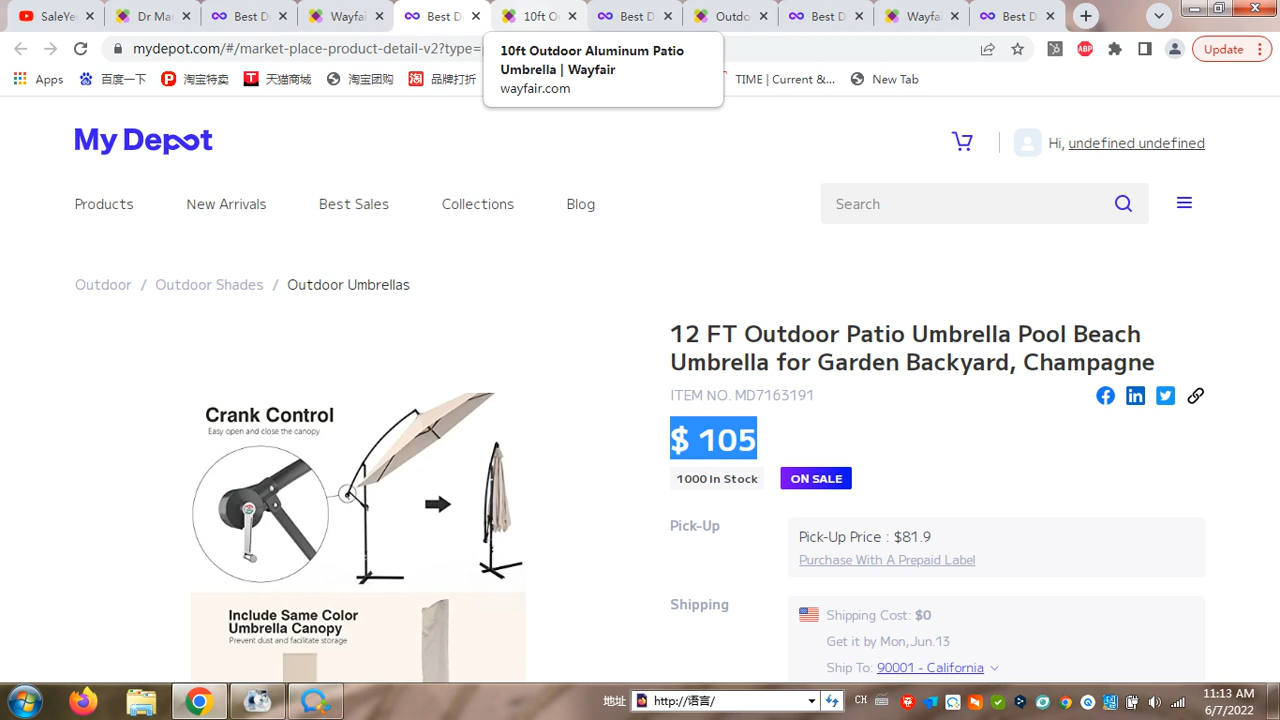 SaleYe
Dr Mar
Best D
Wayfai
Best D
10ft O
Best D
Outdo
Best D
Wayfai
Best D
mydepot.com/#/market-place-product-detail-v2?type=
Update
10ft Outdoor Aluminum Patio
Umbrella | Wayfair
wayfair.com
Apps
百度一下
淘宝特卖
天猫商城
淘宝团购
品牌打折
TIME | Current &...
New Tab
My Depot
Hi, undefined undefined
Products
New Arrivals
Best Sales
Collections
Blog
Search
Outdoor / Outdoor Shades / Outdoor Umbrellas
12 FT Outdoor Patio Umbrella Pool Beach
Umbrella for Garden Backyard, Champagne
ITEM NO. MD7163191
$ 105
1000 In Stock
ON SALE
Crank Control
Easy open and close the canopy
Include Same Color
Umbrella Canopy
Prevent dust and facilitate storage
Pick-Up
Pick-Up Price : $81.9
Purchase With A Prepaid Label
Shipping
Shipping Cost: $0
Get it by Mon,Jun.13
Ship To: 90001 - California
地址
http://语言/
CH
11:13 AM
6/7/2022